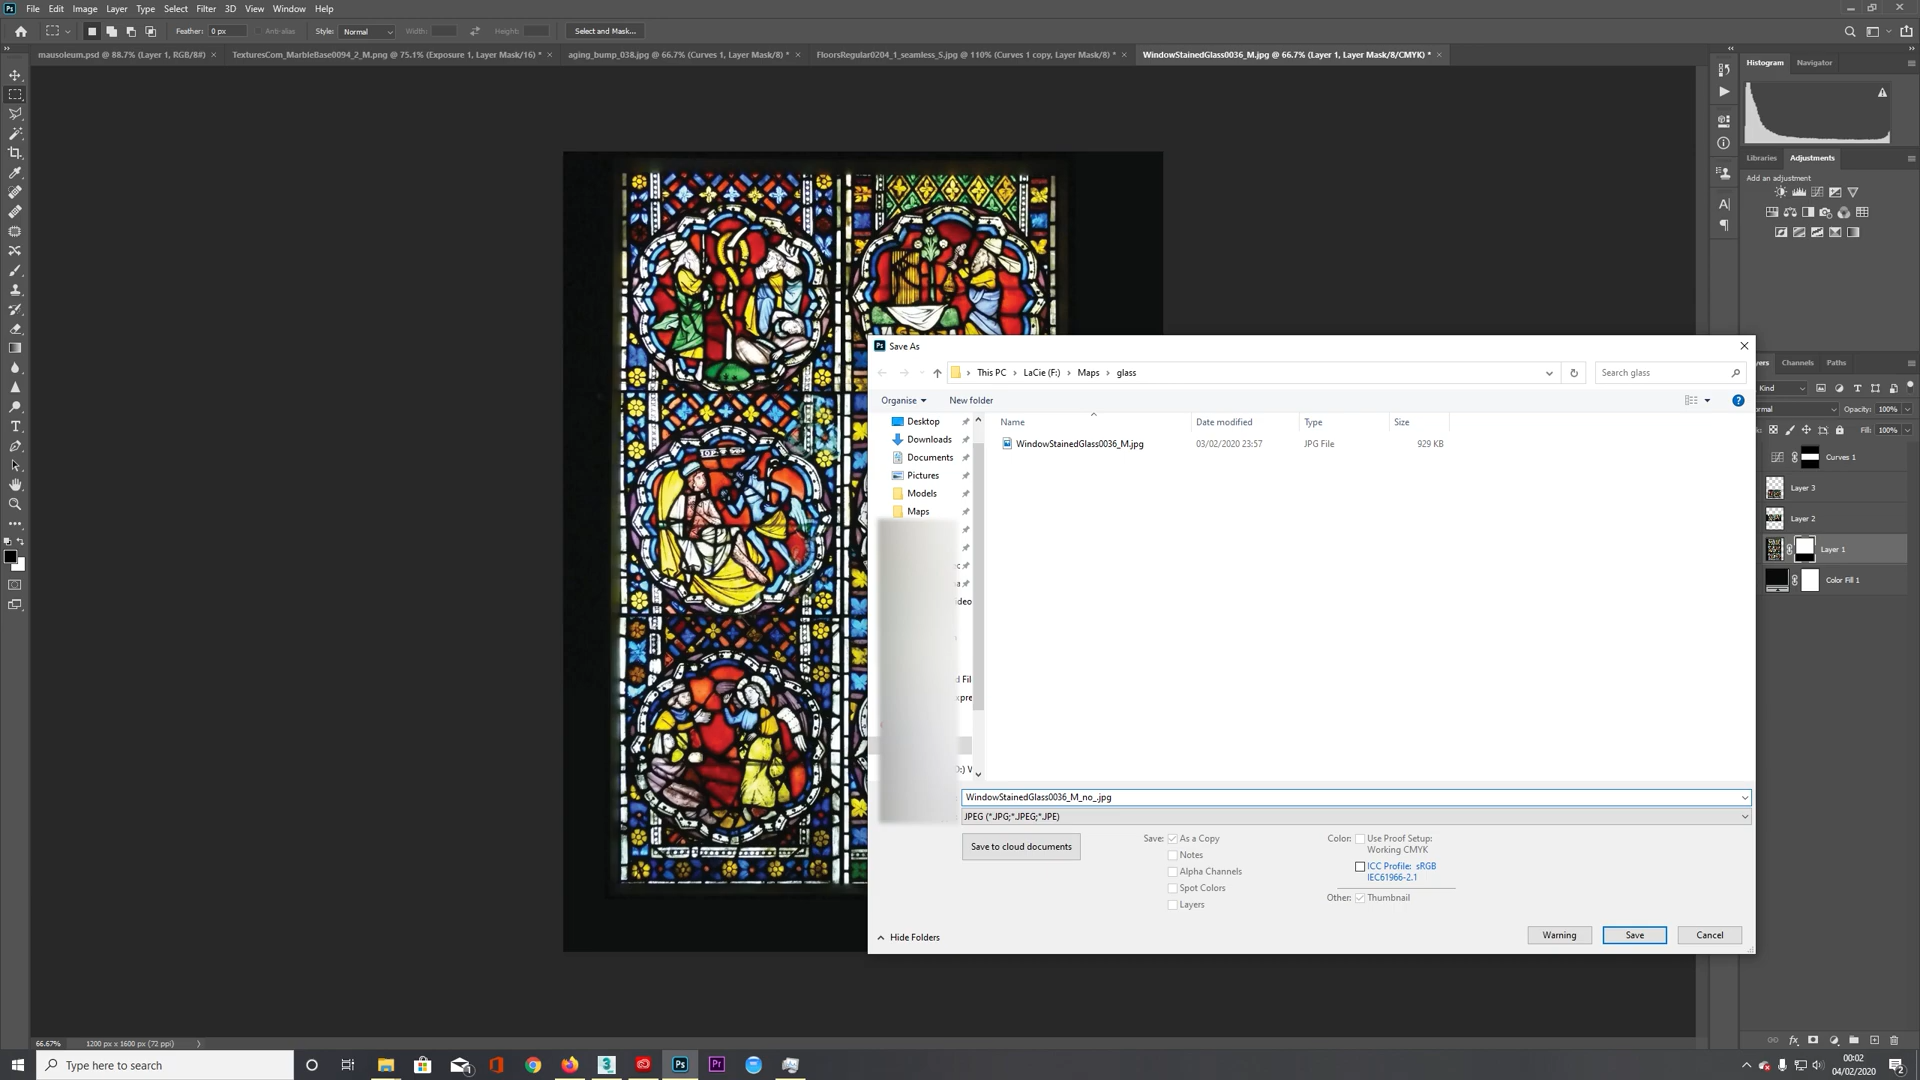 Ps File Edit Image Layer Type Select Filter 3D View Window Help
Feather: 0 px Anti-alias Style: Normal Width: Height: Select and Mask...
mausoleum.psd @ 88.7% (Layer 1, RGB/8#)
TexturesCom_MarbleBase0094_2_M.png @ 75.1% (Exposure 1, Layer Mask/16) *
aging_bump_038.jpg @ 66.7% (Curves 1, Layer Mask/8) *
FloorsRegular0204_1_seamless_S.jpg @ 110% (Curves 1 copy, Layer Mask/8) *
WindowStainedGlass0036_M.jpg @ 66.7% (Layer 1, Layer Mask/8/CMYK) *
Histogram Navigator
Libraries Adjustments
Add an adjustment
Ps Save As
This PC LaCie (F:) Maps glass
Search glass
Organise New folder
Desktop
Downloads
Documents
Pictures
Models
Maps
Name Date modified Type Size
WindowStainedGlass0036_M.jpg 03/02/2020 23:57 JPG File 929 KB
WindowStainedGlass0036_M_no_.jpg
JPEG (*.JPG;*.JPEG;*.JPE)
Save to cloud documents
Save: As a Copy
Notes
Alpha Channels
Spot Colors
Layers
Color: Use Proof Setup:
Working CMYK
ICC Profile: sRGB
IEC61966-2.1
Other: Thumbnail
Hide Folders
Warning Save Cancel
yers Channels Paths
Kind
rmal Opacity: 100%
Fill: 100%
Curves 1
Layer 3
Layer 2
Layer 1
Color Fill 1
66.67% 1200 px x 1600 px (72 ppi)
Type here to search
00:02
04/02/2020